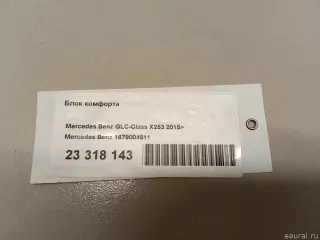 Блок комфорта
Mercedes Benz GLC-Class X253 2015>
Mercedes Benz 1679004511
23 318 143
eaural.ru